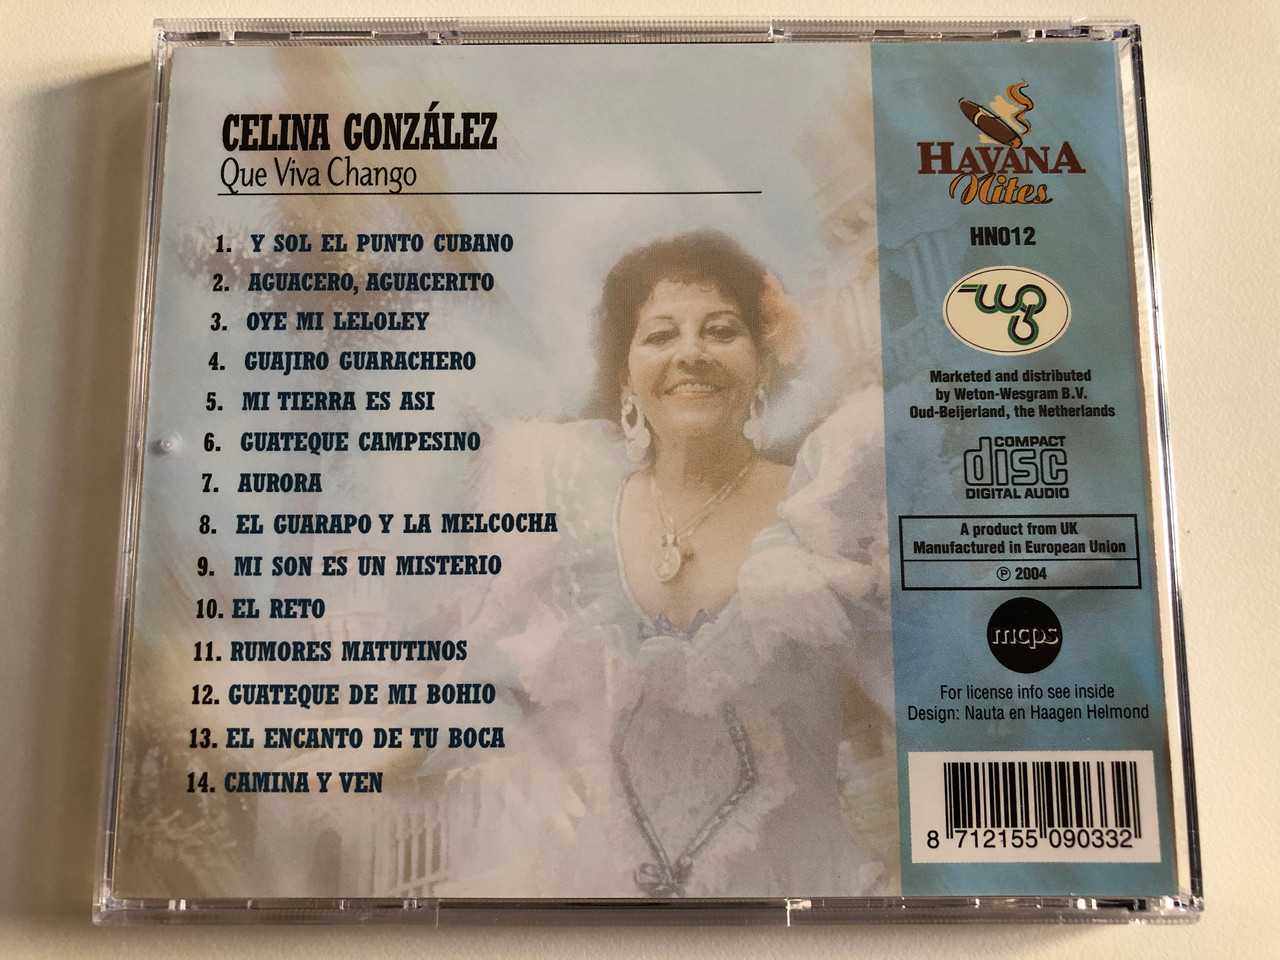 CELINA GONZÁLEZ
Que Viva Chango
1. Y SOL EL PUNTO CUBANO
2. AGUACERO, AGUACERITO
3. OYE MI LELOLEY
4. GUAJIRO GUARACHERO
5. MI TIERRA ES ASI
6. GUATEQUE CAMPESINO
7. AURORA
8. EL GUARAPO Y LA MELCOCHA
9. MI SON ES UN MISTERIO
10. EL RETO
11. RUMORES MATUTINOS
12. GUATEQUE DE MI BOHIO
13. EL ENCANTO DE TU BOCA
14. CAMINA Y VEN
HAVANA
Nites
HN012
Marketed and distributed
by Weton-Wesgram B.V.
Oud-Beijerland, the Netherlands
COMPACT
disc
DIGITAL AUDIO
A product from UK
Manufactured in European Union
℗ 2004
mcps
For license info see inside
Design: Nauta en Haagen Helmond
8 712155 090332